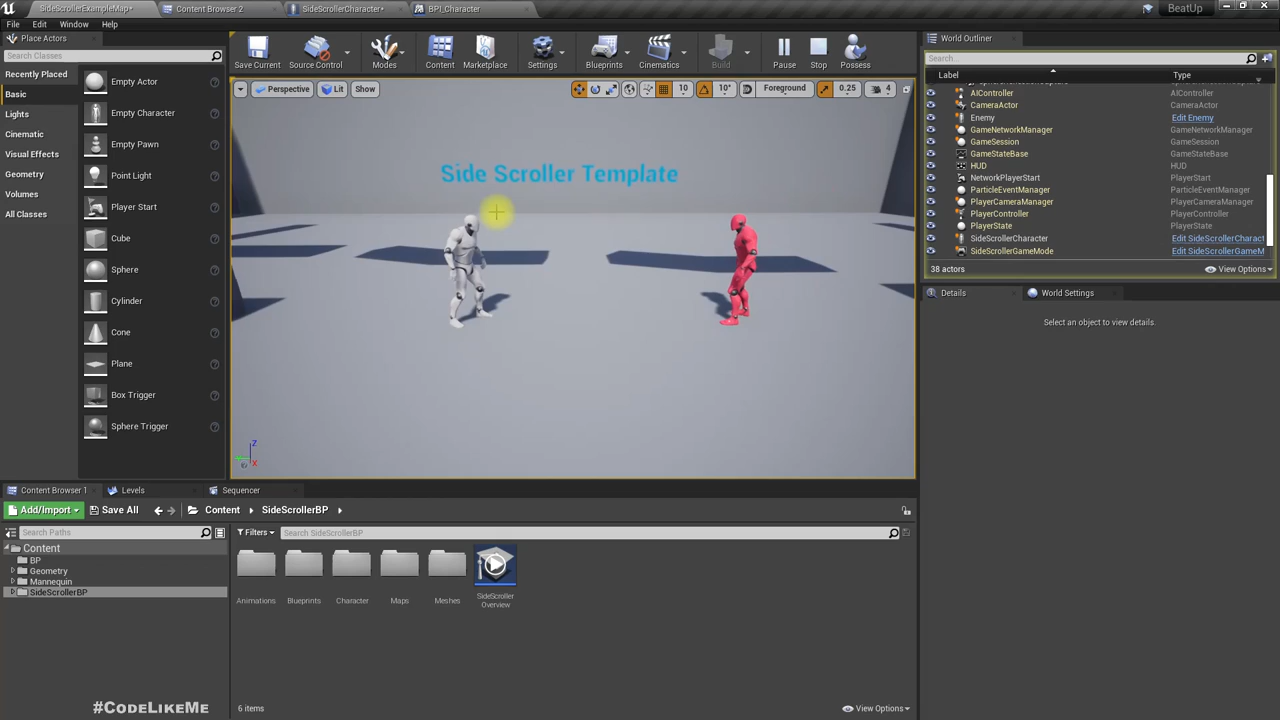 SideScrollerExampleMap*
Content Browser 2
SideScrollerCharacter*
BPI_Character
BeatUp
File
Edit
Window
Help
Place Actors
Search Classes
Recently Placed
Basic
Lights
Cinematic
Visual Effects
Geometry
Volumes
All Classes
Empty Actor
Empty Character
Empty Pawn
Point Light
Player Start
Cube
Sphere
Cylinder
Cone
Plane
Box Trigger
Sphere Trigger
Save Current
Source Control
Modes
Content
Marketplace
Settings
Blueprints
Cinematics
Build
Pause
Stop
Possess
Perspective
Lit
Show
10
10°
Foreground
0.25
4
Side Scroller Template
Z
X
World Outliner
Search...
Label
Type
AIController
AIController
CameraActor
CameraActor
Enemy
Edit Enemy
GameNetworkManager
GameNetworkManager
GameSession
GameSession
GameStateBase
GameStateBase
HUD
HUD
NetworkPlayerStart
PlayerStart
ParticleEventManager
ParticleEventManager
PlayerCameraManager
PlayerCameraManager
PlayerController
PlayerController
PlayerState
PlayerState
SideScrollerCharacter
Edit SideScrollerCharact
SideScrollerGameMode
Edit SideScrollerGameM
38 actors
View Options
Details
World Settings
Select an object to view details.
Content Browser 1
Levels
Sequencer
Add/Import
Save All
Content
SideScrollerBP
Search Paths
Filters
Search SideScrollerBP
Content
BP
Geometry
Mannequin
SideScrollerBP
Animations
Blueprints
Character
Maps
Meshes
SideScroller
Overview
#CodeLikeMe
6 items
View Options